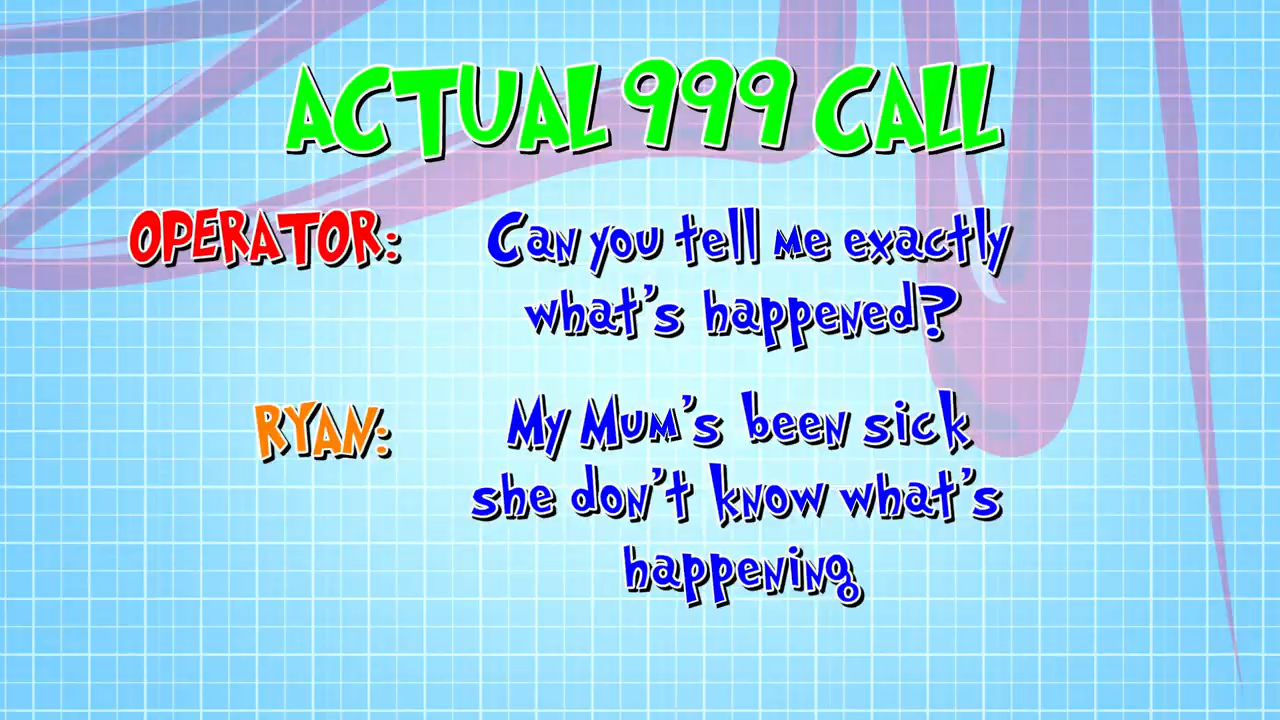 ACTUAL 999 CALL
OPERATOR: Can you tell me exactly
what's happened?
RYAN: My Mum's been sick
she don't know what's
happening